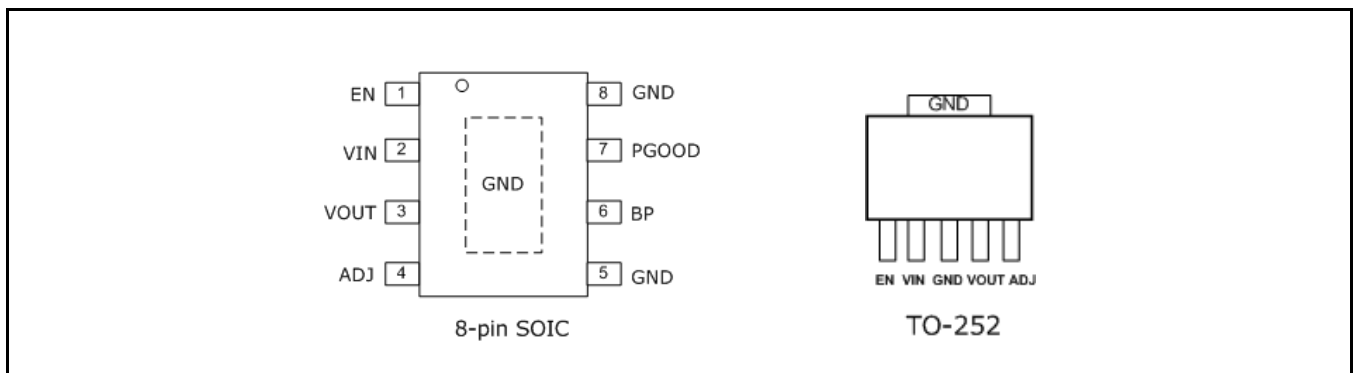 EN 1
VIN 2
VOUT 3
ADJ 4
GND
8 GND
7 PGOOD
6 BP
5 GND
8-pin SOIC
GND
EN VIN GND VOUT ADJ
TO-252